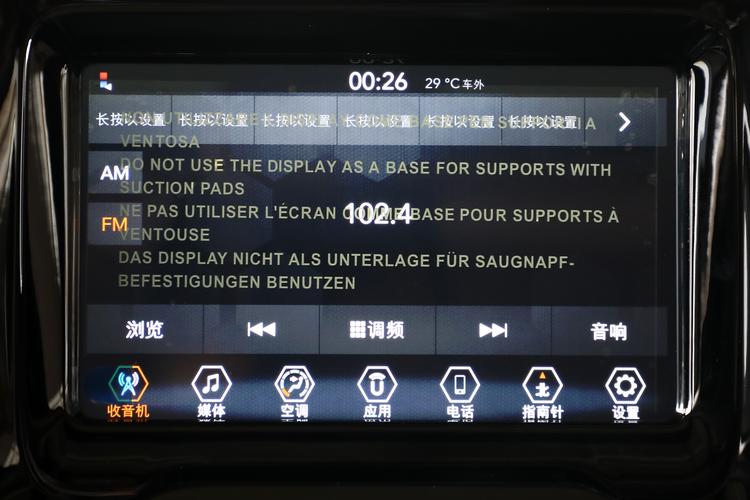 00:26 29 °C 车外
长按以设置 长按以设置 长按以设置 长按以设置 长按以设置 长按以设置
VENTOSA
AM
DO NOT USE THE DISPLAY AS A BASE FOR SUPPORTS WITH
SUCTION PADS
102.4
NE PAS UTILISER L'ÉCRAN COMME BASE POUR SUPPORTS À
FM
VENTOUSE
DAS DISPLAY NICHT ALS UNTERLAGE FÜR SAUGNAPF-
BEFESTIGUNGEN BENUTZEN
浏览 调频 音响
北
收音机 媒体 空调 应用 电话 指南针 设置